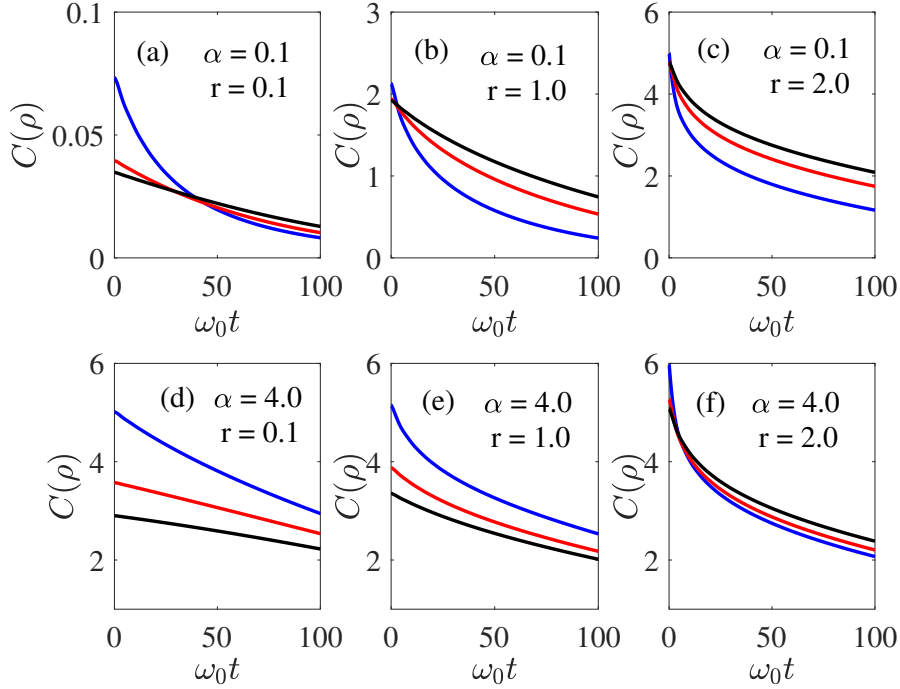 (a) α = 0.1
r = 0.1
C(ρ)
0.1
0.05
0
0 50 100
ω₀t
(b) α = 0.1
r = 1.0
C(ρ)
3
2
1
0
0 50 100
ω₀t
(c) α = 0.1
r = 2.0
C(ρ)
6
4
2
0
0 50 100
ω₀t
(d) α = 4.0
r = 0.1
C(ρ)
6
4
2
0 50 100
ω₀t
(e) α = 4.0
r = 1.0
C(ρ)
6
4
2
0 50 100
ω₀t
(f) α = 4.0
r = 2.0
C(ρ)
6
4
2
0 50 100
ω₀t